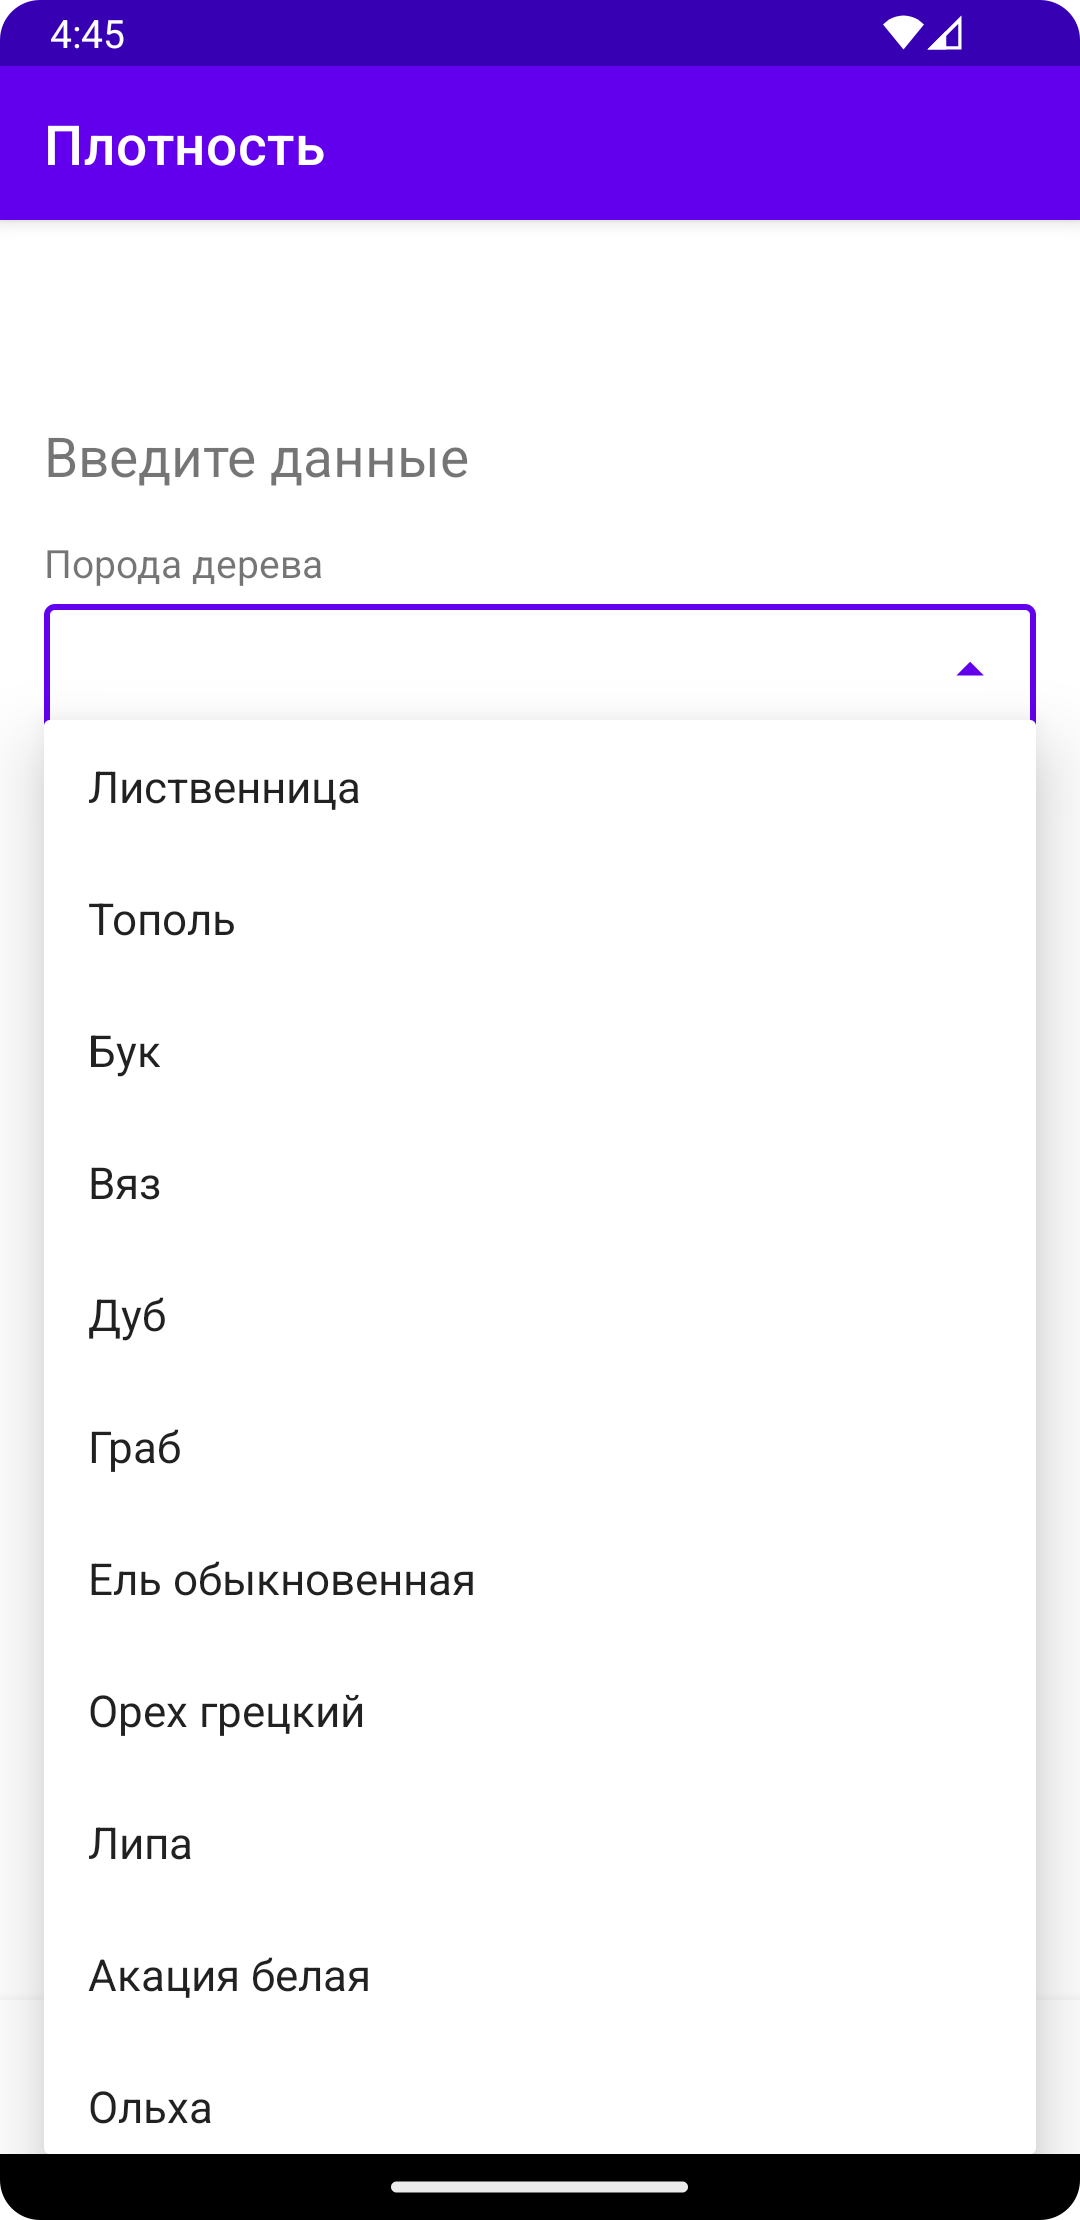 4:45
Плотность
Введите данные
Порода дерева
Лиственница
Тополь
Бук
Вяз
Дуб
Граб
Ель обыкновенная
Орех грецкий
Липа
Акация белая
Ольха